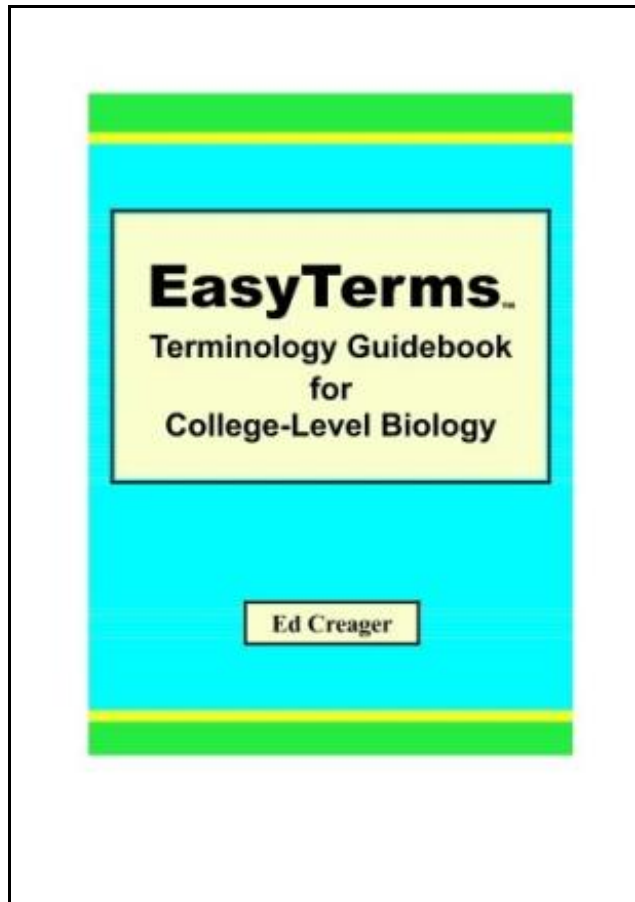 EasyTerms™
Terminology Guidebook
for
College-Level Biology
Ed Creager